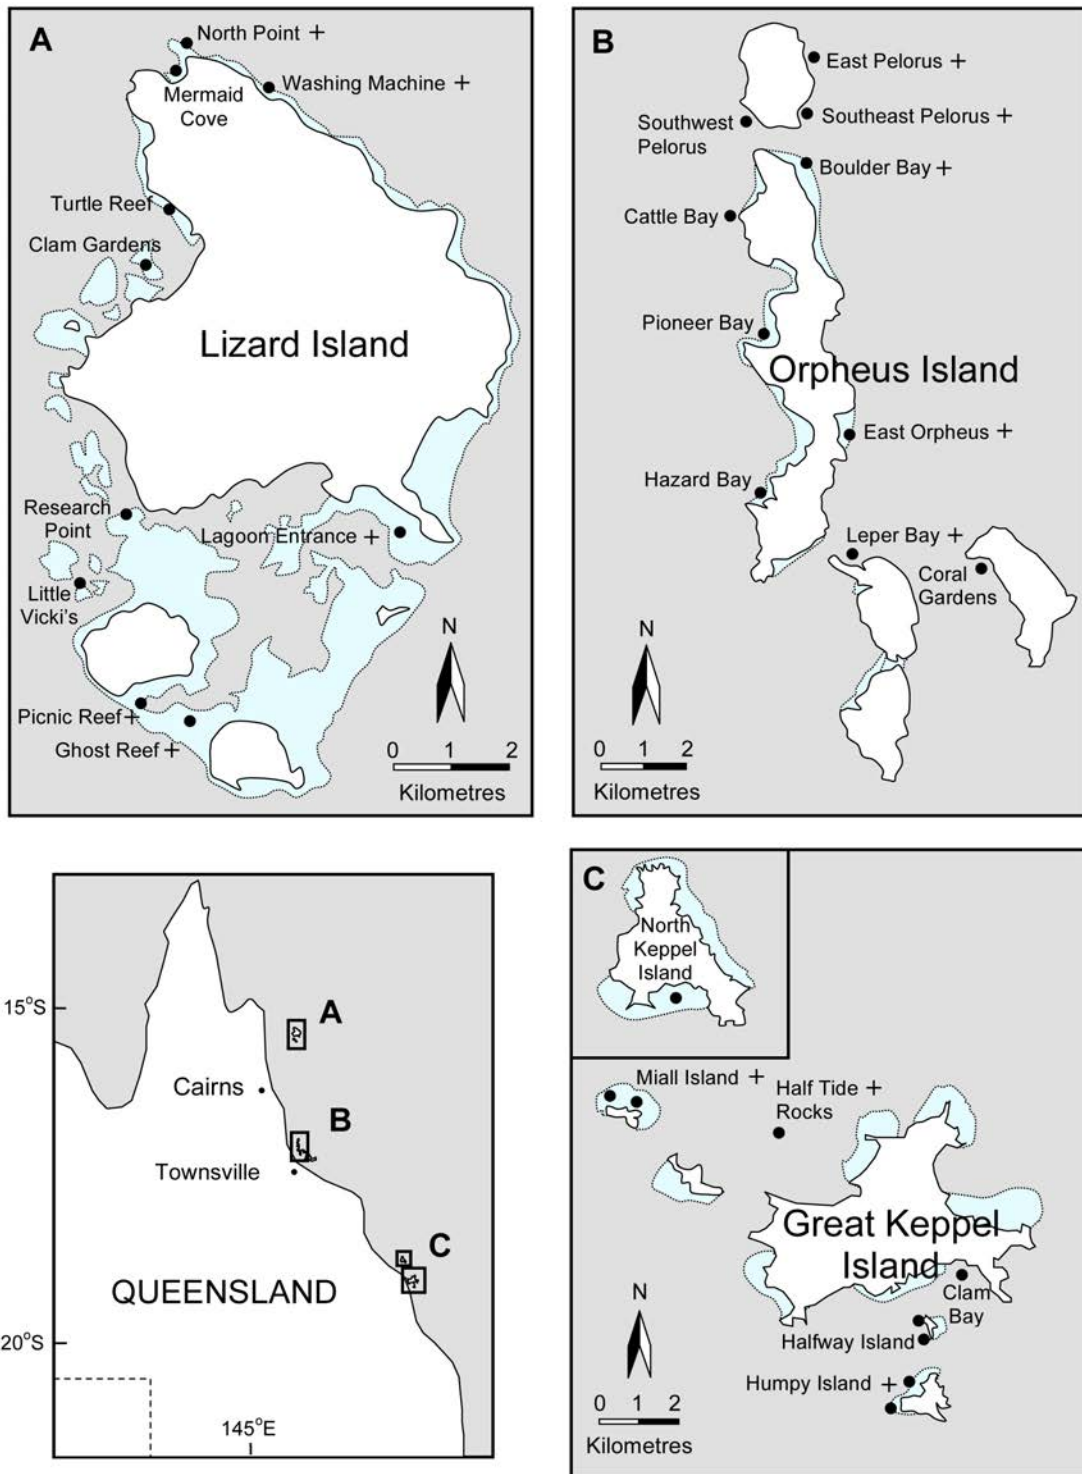 A
North Point +
Mermaid
Cove
Washing Machine +
Turtle Reef
Clam Gardens
Lizard Island
Research
Point
Lagoon Entrance +
Little
Vicki's
Picnic Reef+
Ghost Reef +
N
0 1 2
Kilometres
B
East Pelorus +
Southwest
Pelorus
Southeast Pelorus +
Boulder Bay +
Cattle Bay
Pioneer Bay
Orpheus Island
East Orpheus +
Hazard Bay
Leper Bay +
Coral
Gardens
N
0 1 2
Kilometres
15°S
A
Cairns
B
Townsville
C
QUEENSLAND
20°S
145°E
C
North
Keppel
Island
Miall Island +
Half Tide +
Rocks
Great Keppel
Island
Clam
Bay
Halfway Island
Humpy Island +
N
0 1 2
Kilometres